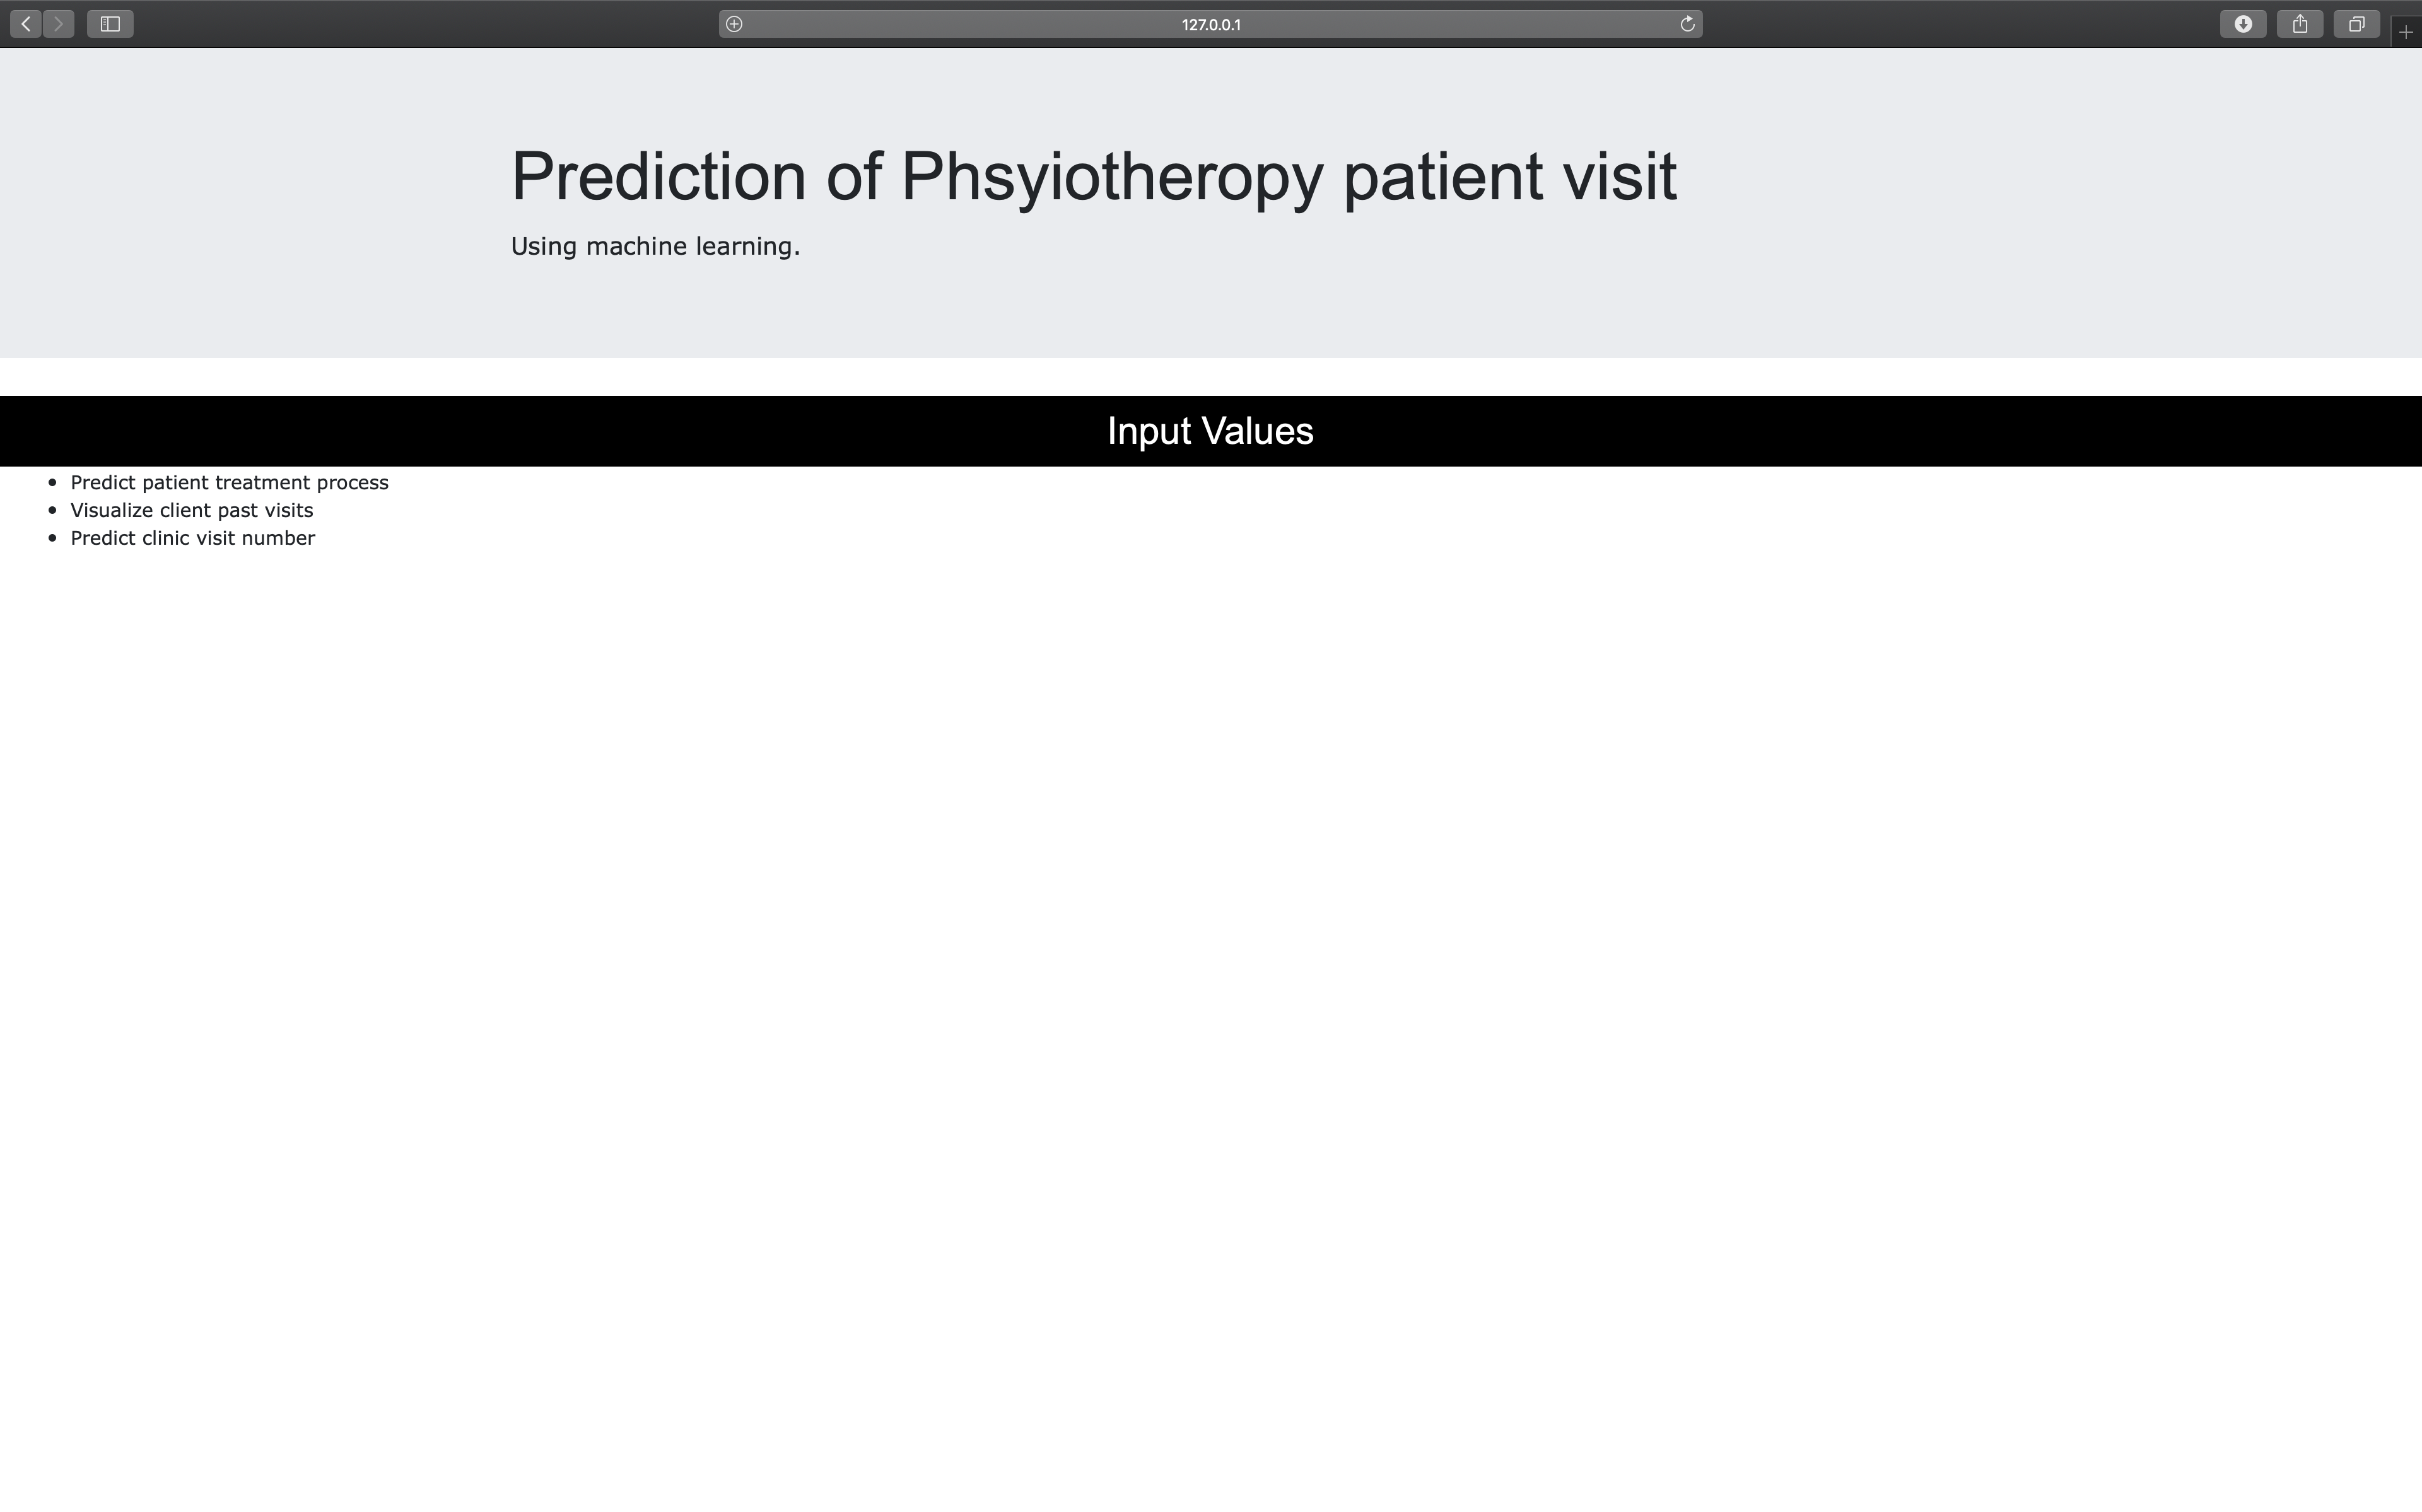 127.0.0.1
Prediction of Phsyiotheropy patient visit
Using machine learning.
Input Values
Predict patient treatment process
Visualize client past visits
Predict clinic visit number